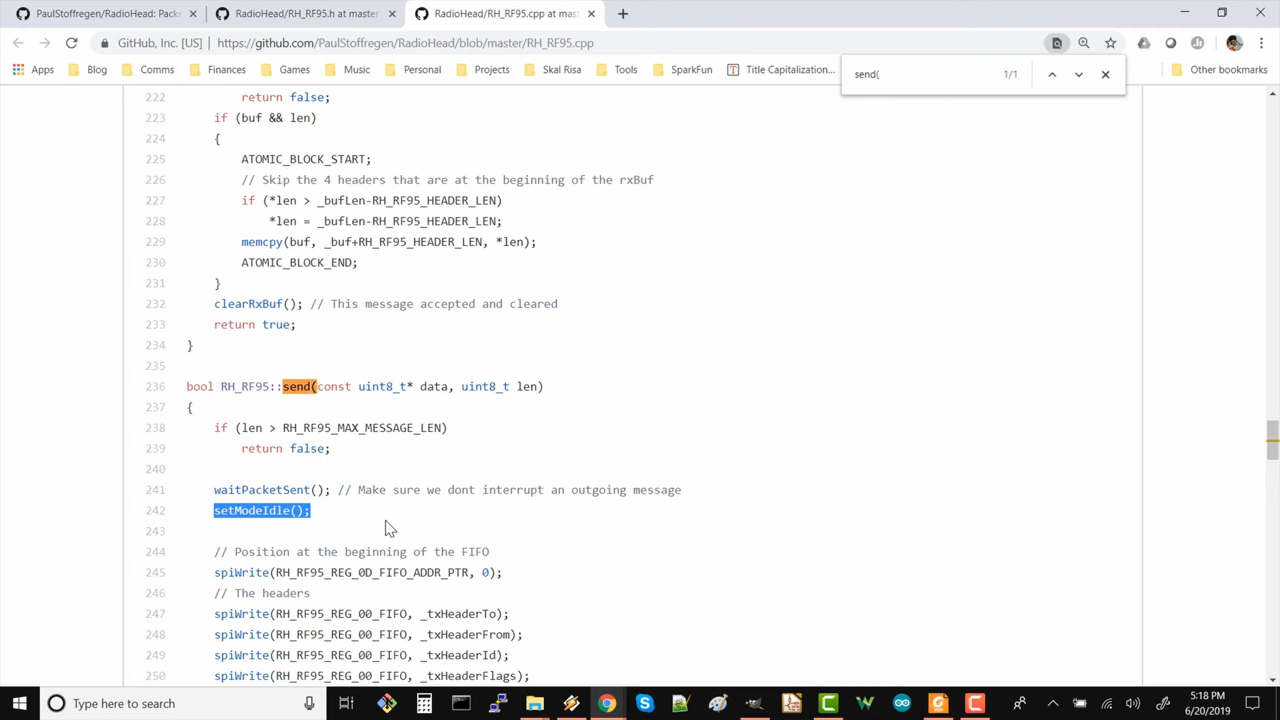 PaulStoffregen/RadioHead: Packe
RadioHead/RH_RF95.h at master
RadioHead/RH_RF95.cpp at mast
GitHub, Inc. [US]
https://github.com/PaulStoffregen/RadioHead/blob/master/RH_RF95.cpp
Apps
Blog
Comms
Finances
Games
Music
Personal
Projects
Skal Risa
Tools
SparkFun
Title Capitalization...
Other bookmarks
send(
1/1
222 return false;
223 if (buf && len)
224 {
225 ATOMIC_BLOCK_START;
226 // Skip the 4 headers that are at the beginning of the rxBuf
227 if (*len > _bufLen-RH_RF95_HEADER_LEN)
228 *len = _bufLen-RH_RF95_HEADER_LEN;
229 memcpy(buf, _buf+RH_RF95_HEADER_LEN, *len);
230 ATOMIC_BLOCK_END;
231 }
232 clearRxBuf(); // This message accepted and cleared
233 return true;
234 }
235
236 bool RH_RF95::send(const uint8_t* data, uint8_t len)
237 {
238 if (len > RH_RF95_MAX_MESSAGE_LEN)
239 return false;
240
241 waitPacketSent(); // Make sure we dont interrupt an outgoing message
242 setModeIdle();
243
244 // Position at the beginning of the FIFO
245 spiWrite(RH_RF95_REG_0D_FIFO_ADDR_PTR, 0);
246 // The headers
247 spiWrite(RH_RF95_REG_00_FIFO, _txHeaderTo);
248 spiWrite(RH_RF95_REG_00_FIFO, _txHeaderFrom);
249 spiWrite(RH_RF95_REG_00_FIFO, _txHeaderId);
250 spiWrite(RH_RF95_REG_00_FIFO, _txHeaderFlags);
Type here to search
5:18 PM
6/20/2019